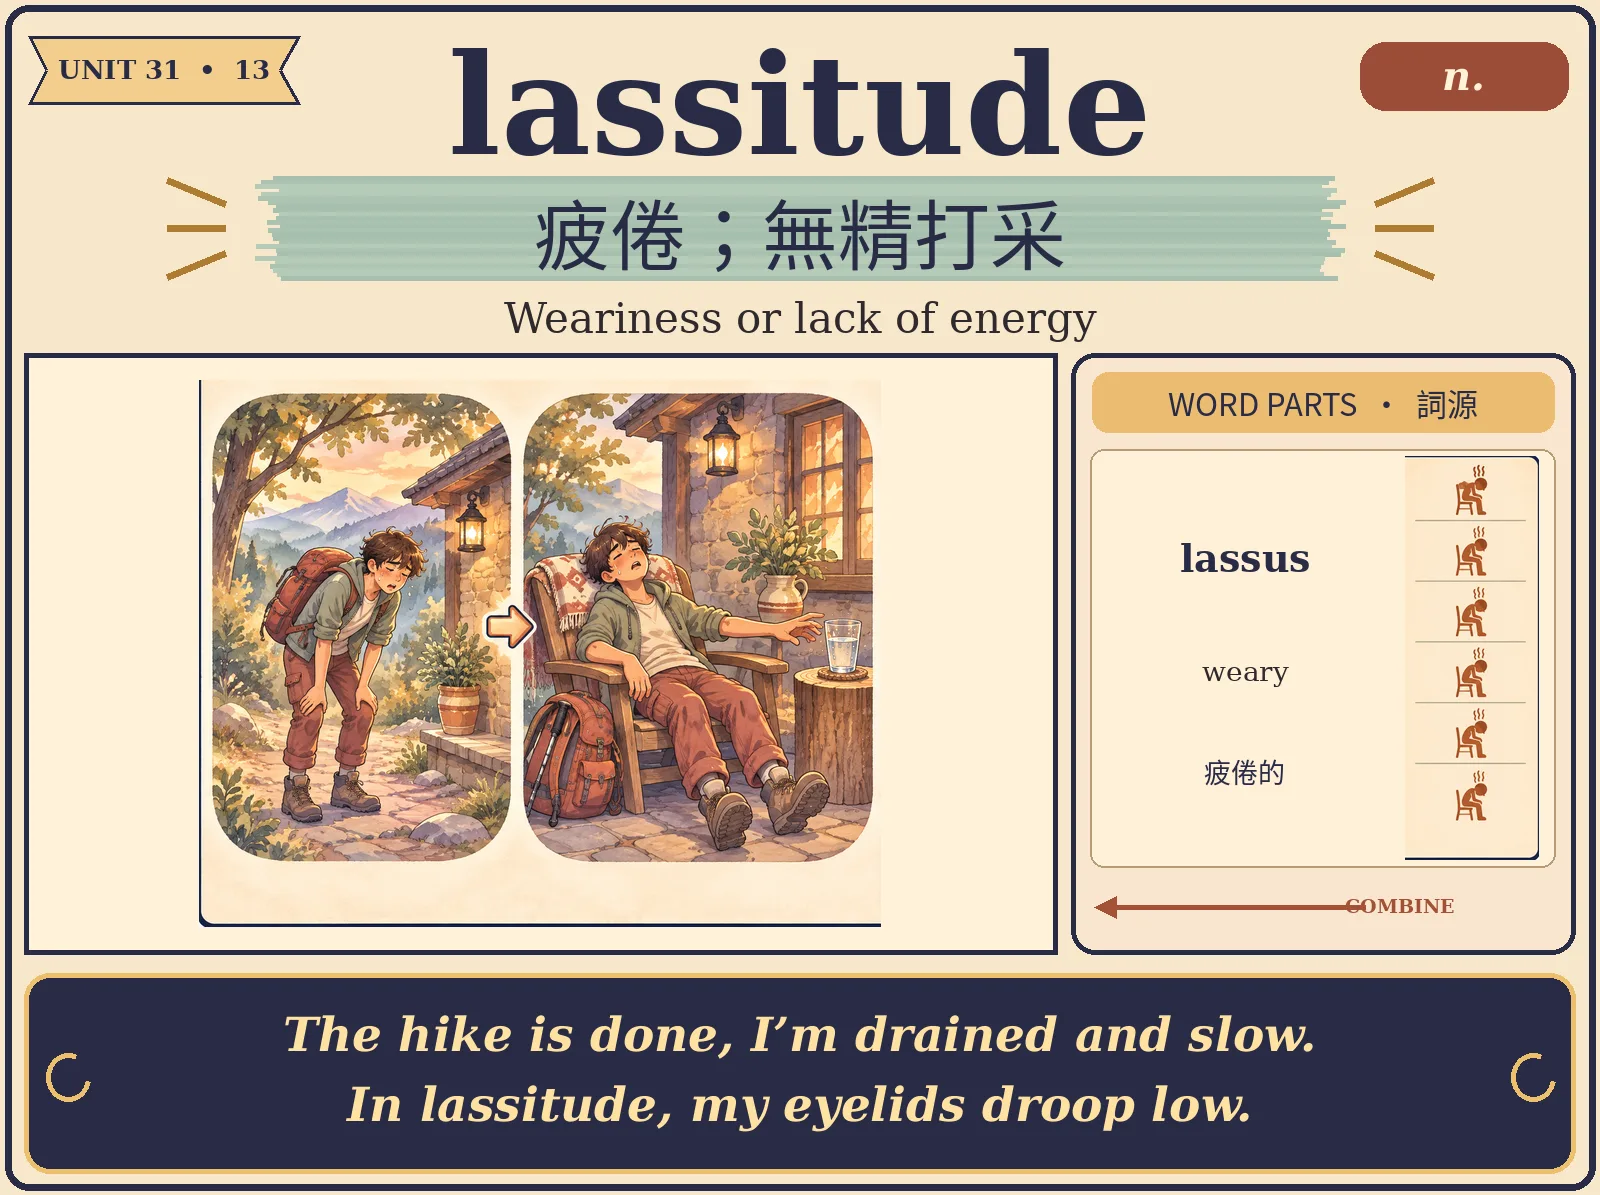 UNIT 31 • 13
lassitude
n.
疲倦；無精打采
Weariness or lack of energy
WORD PARTS • 詞源
lassus
weary
疲倦的
COMBINE
The hike is done, I’m drained and slow.
In lassitude, my eyelids droop low.